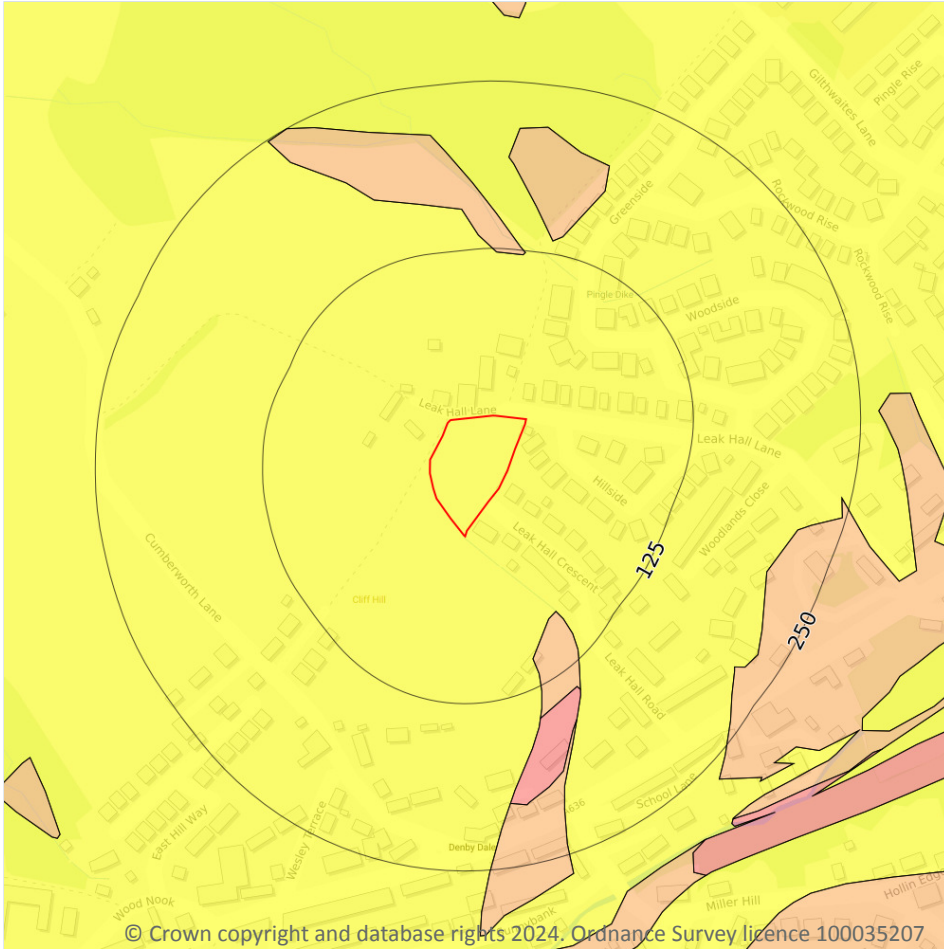 Gilthwaites Lane
Pingle Rise
Greenside
Rockwood Rise
Rockwood Rise
Pingle Dike
Woodside
Leak Hall Lane
Leak Hall Lane
Hillside
Woodlands Close
Leak Hall Crescent
125
Cumberworth Lane
Cliff Hill
250
Leak Hall Road
School Lane
East Hill Way
Wesley Terrace
Denby Dale
Wood Nook
Miller Hill
Hollin Edge
© Crown copyright and database rights 2024. Ordnance Survey licence 100035207